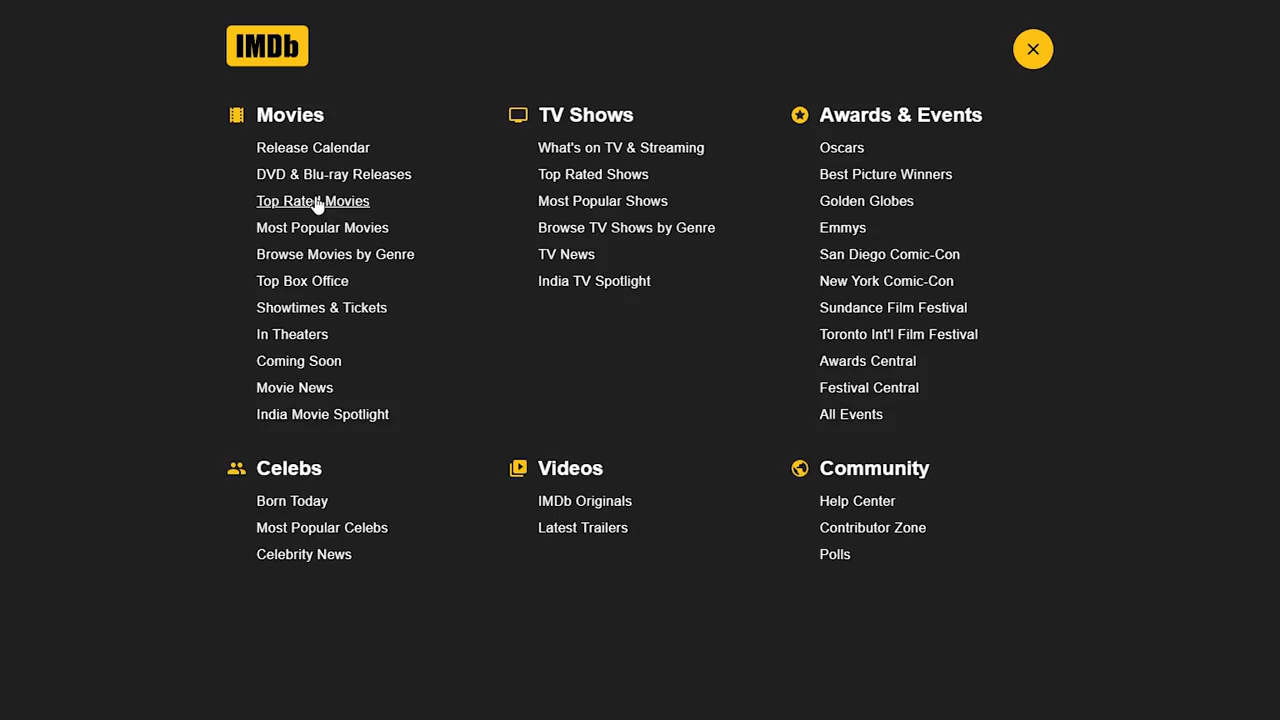 IMDb
Movies
Release Calendar
DVD & Blu-ray Releases
Top Rated Movies
Most Popular Movies
Browse Movies by Genre
Top Box Office
Showtimes & Tickets
In Theaters
Coming Soon
Movie News
India Movie Spotlight
TV Shows
What's on TV & Streaming
Top Rated Shows
Most Popular Shows
Browse TV Shows by Genre
TV News
India TV Spotlight
Awards & Events
Oscars
Best Picture Winners
Golden Globes
Emmys
San Diego Comic-Con
New York Comic-Con
Sundance Film Festival
Toronto Int'l Film Festival
Awards Central
Festival Central
All Events
Celebs
Born Today
Most Popular Celebs
Celebrity News
Videos
IMDb Originals
Latest Trailers
Community
Help Center
Contributor Zone
Polls